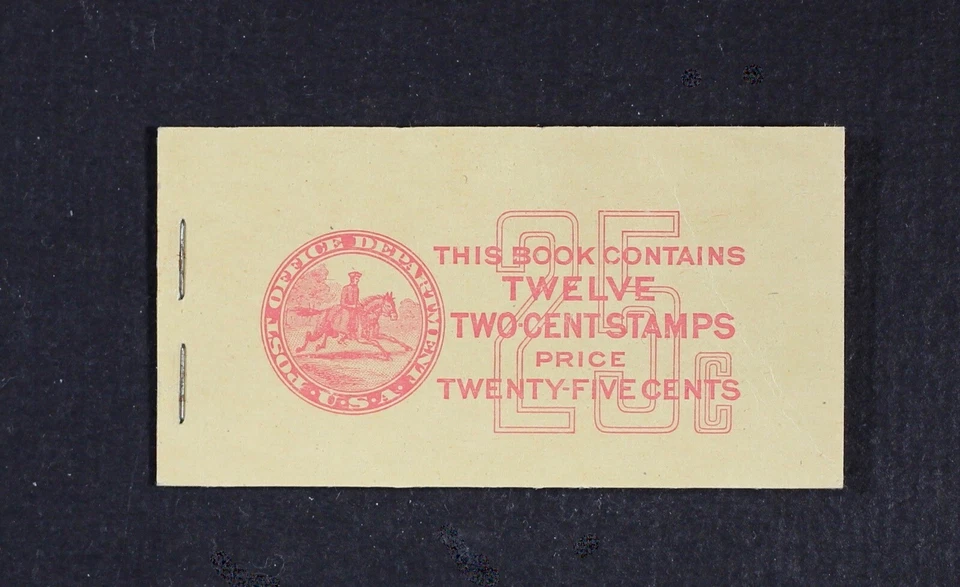 POST OFFICE DEPARTMENT
· U.S.A. ·
25c
THIS BOOK CONTAINS
TWELVE
TWO-CENT STAMPS
PRICE
TWENTY-FIVE CENTS